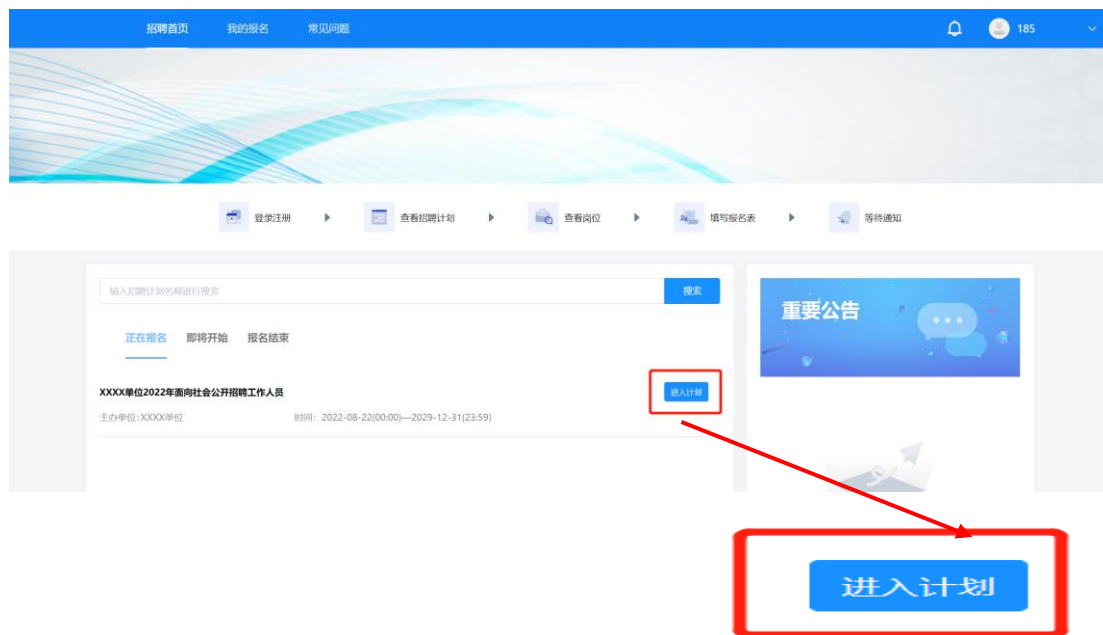 招聘首页 我的报名 常见问题 185
登录注册 查看招聘计划 查看岗位 填写报名表 等待通知
输入招聘计划名称进行搜索 搜索
重要公告
正在报名 即将开始 报名结束
XXXX单位2022年面向社会公开招聘工作人员 进入计划
主办单位:XXXX单位 时间：2022-08-22(00:00)—2029-12-31(23:59)
进入计划